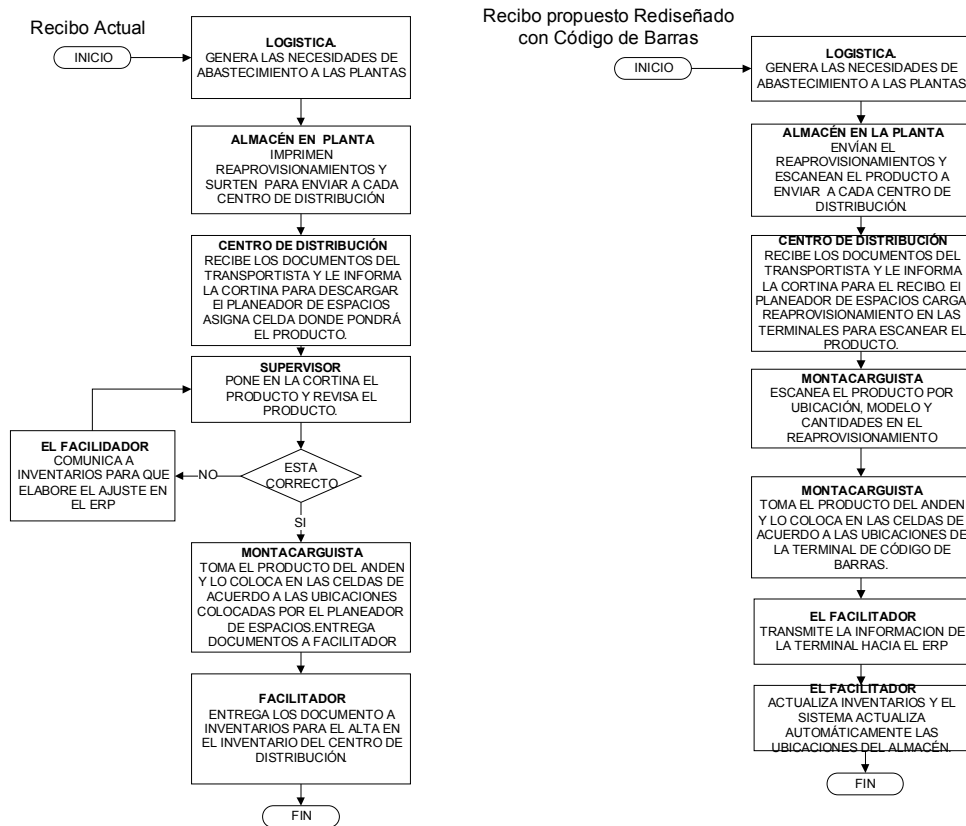 Recibo Actual
INICIO
LOGISTICA.
GENERA LAS NECESIDADES DE
ABASTECIMIENTO A LAS PLANTAS
ALMACÉN EN PLANTA
IMPRIMEN
REAPROVISIONAMIENTOS Y
SURTEN PARA ENVIAR A CADA
CENTRO DE DISTRIBUCIÓN
CENTRO DE DISTRIBUCIÓN
RECIBE LOS DOCUMENTOS DEL
TRANSPORTISTA Y LE INFORMA
LA CORTINA PARA DESCARGAR
El PLANEADOR DE ESPACIOS
ASIGNA CELDA DONDE PONDRÁ
EL PRODUCTO.
SUPERVISOR
PONE EN LA CORTINA EL
PRODUCTO Y REVISA EL
PRODUCTO.
EL FACILIDADOR
COMUNICA A
INVENTARIOS PARA QUE
ELABORE EL AJUSTE EN
EL ERP
NO
ESTA
CORRECTO
SI
MONTACARGUISTA
TOMA EL PRODUCTO DEL ANDEN
Y LO COLOCA EN LAS CELDAS DE
ACUERDO A LAS UBICACIONES
COLOCADAS POR EL PLANEADOR
DE ESPACIOS.ENTREGA
DOCUMENTOS A FACILITADOR
FACILITADOR
ENTREGA LOS DOCUMENTO A
INVENTARIOS PARA EL ALTA EN
EL INVENTARIO DEL CENTRO DE
DISTRIBUCIÓN.
FIN
Recibo propuesto Rediseñado
con Código de Barras
INICIO
LOGISTICA.
GENERA LAS NECESIDADES DE
ABASTECIMIENTO A LAS PLANTAS
ALMACÉN EN LA PLANTA
ENVÍAN EL
REAPROVISIONAMIENTOS Y
ESCANEAN EL PRODUCTO A
ENVIAR A CADA CENTRO DE
DISTRIBUCIÓN.
CENTRO DE DISTRIBUCIÓN
RECIBE LOS DOCUMENTOS DEL
TRANSPORTISTA Y LE INFORMA
LA CORTINA PARA EL RECIBO. El
PLANEADOR DE ESPACIOS CARGA
REAPROVISIONAMIENTO EN LAS
TERMINALES PARA ESCANEAR EL
PRODUCTO.
MONTACARGUISTA
ESCANEA EL PRODUCTO POR
UBICACIÓN, MODELO Y
CANTIDADES EN EL
REAPROVISIONAMIENTO
MONTACARGUISTA
TOMA EL PRODUCTO DEL ANDEN
Y LO COLOCA EN LAS CELDAS DE
ACUERDO A LAS UBICACIONES DE
LA TERMINAL DE CÓDIGO DE
BARRAS.
EL FACILITADOR
TRANSMITE LA INFORMACION DE
LA TERMINAL HACIA EL ERP
EL FACILITADOR
ACTUALIZA INVENTARIOS Y EL
SISTEMA ACTUALIZA
AUTOMÁTICAMENTE LAS
UBICACIONES DEL ALMACÉN.
FIN